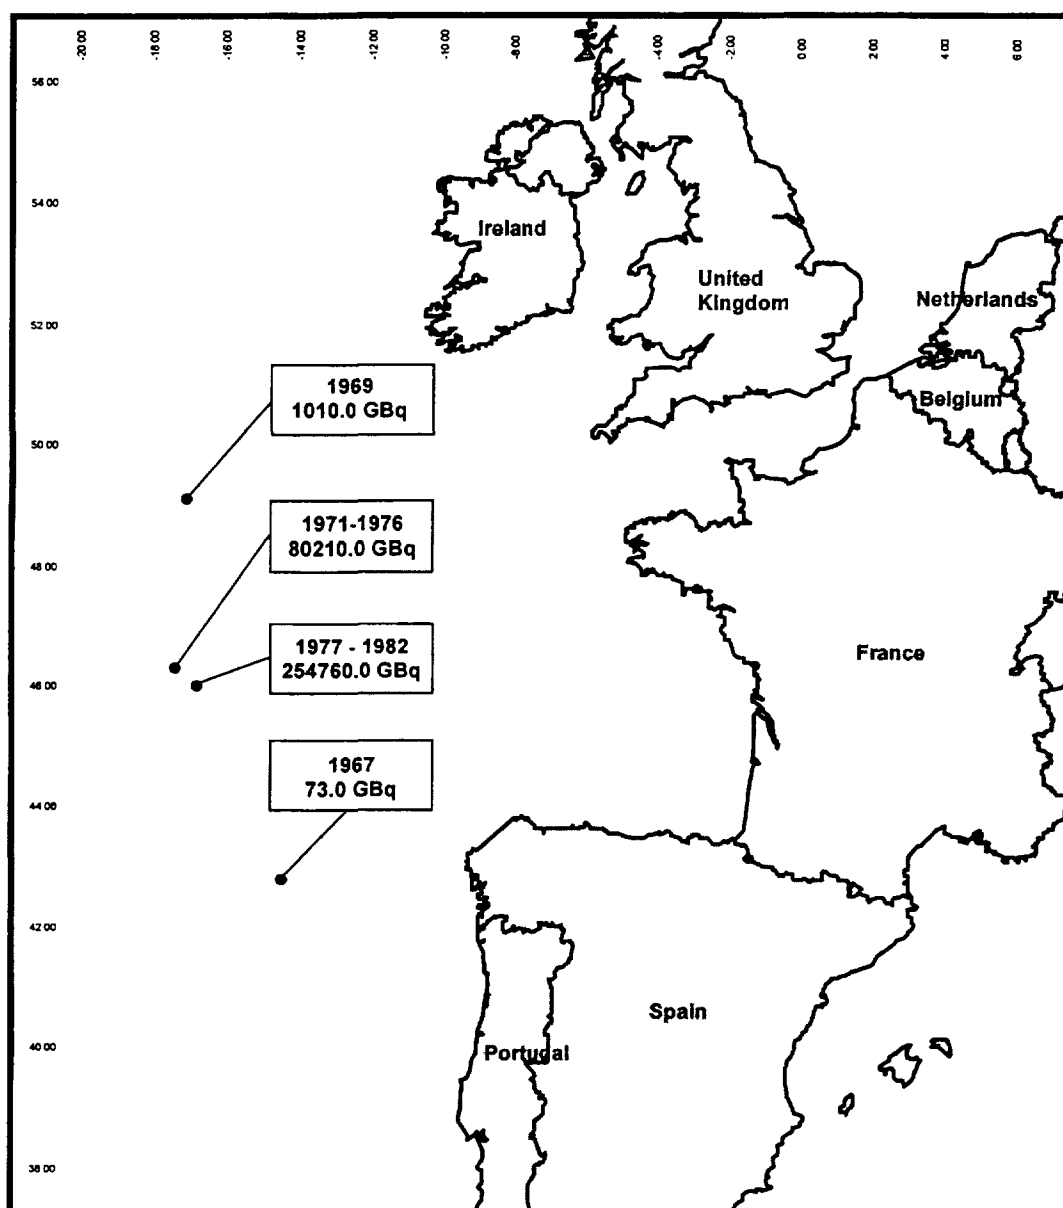 -20 00 -18 00 -16 00 -14 00 -12 00 -10 00 -8 00 -6 00 -4 00 -2 00 0 00 2 00 4 00 6 00
56 00
54 00
Ireland
United
Kingdom
Netherlands
52 00
1969
1010.0 GBq
Belgium
50 00
1971-1976
80210.0 GBq
48 00
1977 - 1982
254760.0 GBq
France
46 00
1967
73.0 GBq
44 00
42 00
Spain
40 00
Portugal
38 00